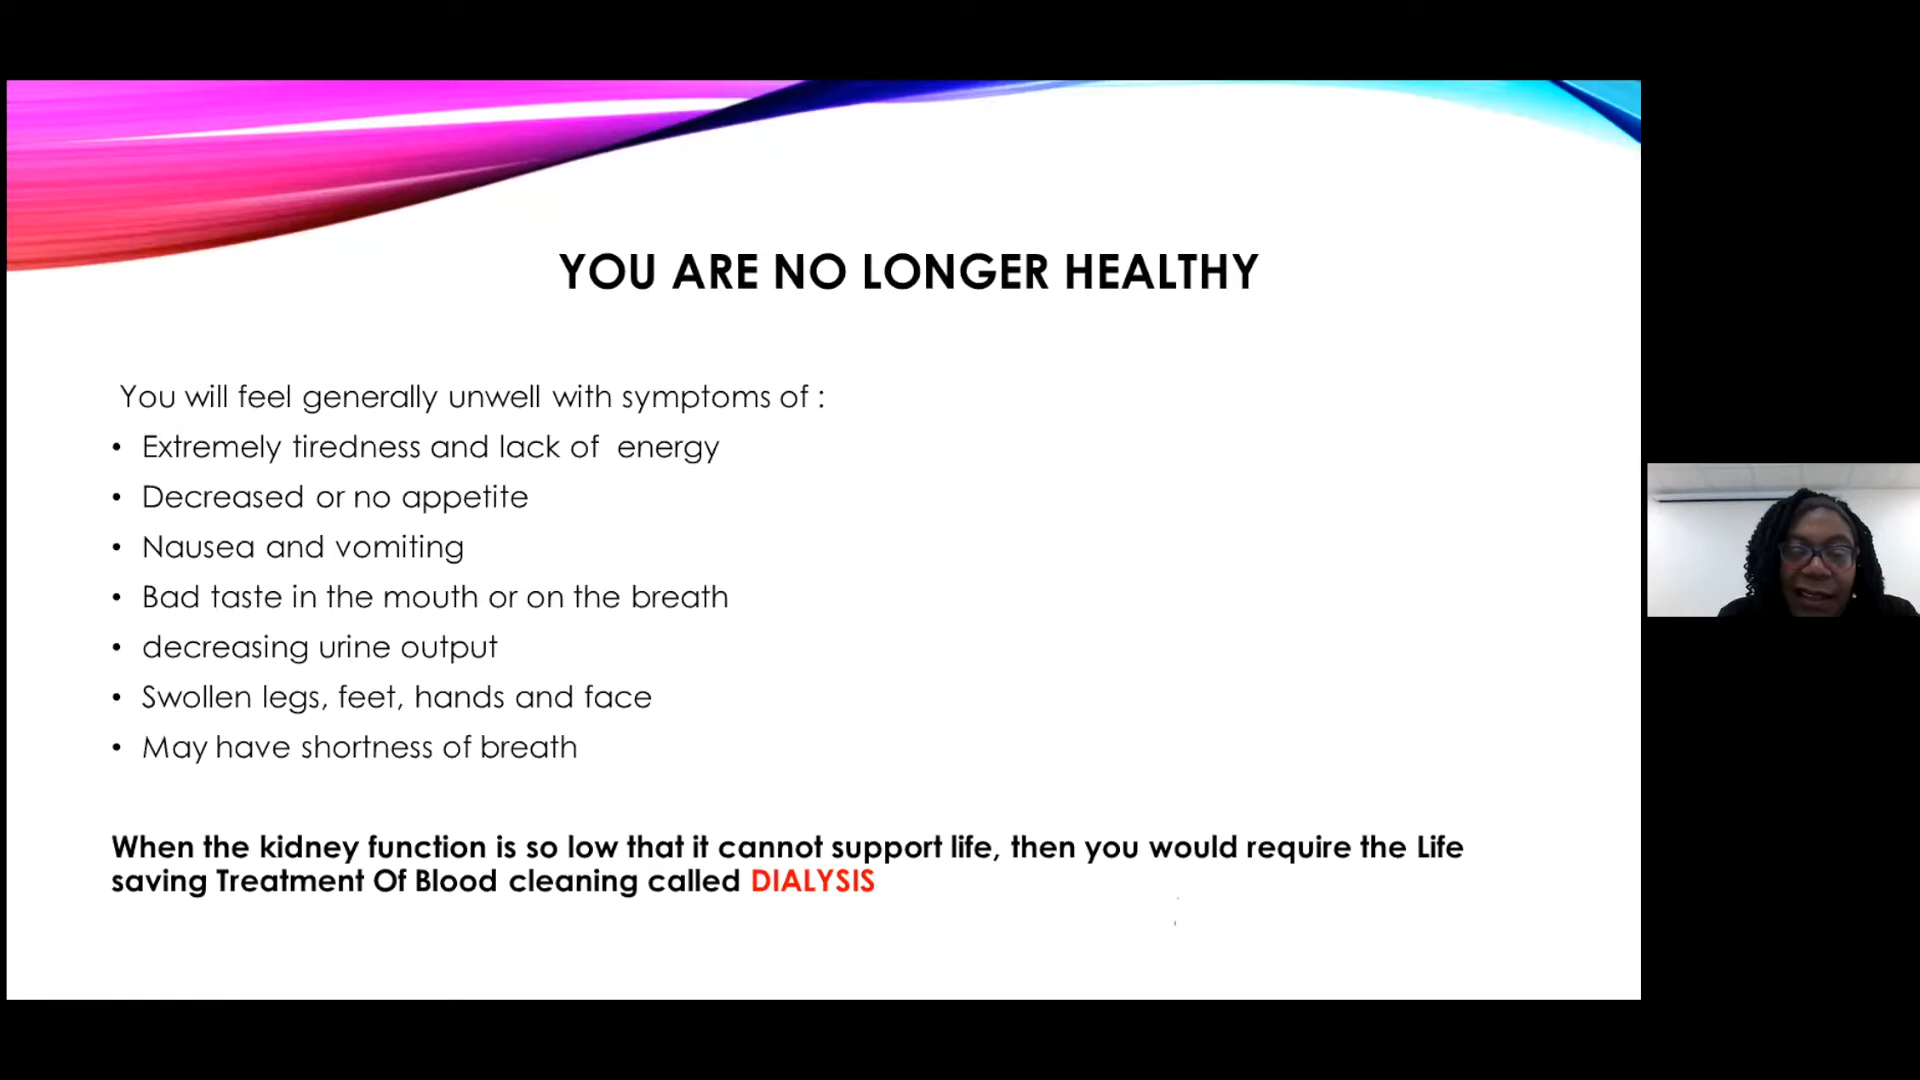 YOU ARE NO LONGER HEALTHY
You will feel generally unwell with symptoms of :
• Extremely tiredness and lack of energy
• Decreased or no appetite
• Nausea and vomiting
• Bad taste in the mouth or on the breath
• decreasing urine output
• Swollen legs, feet, hands and face
• May have shortness of breath
When the kidney function is so low that it cannot support life, then you would require the Life
saving Treatment Of Blood cleaning called DIALYSIS